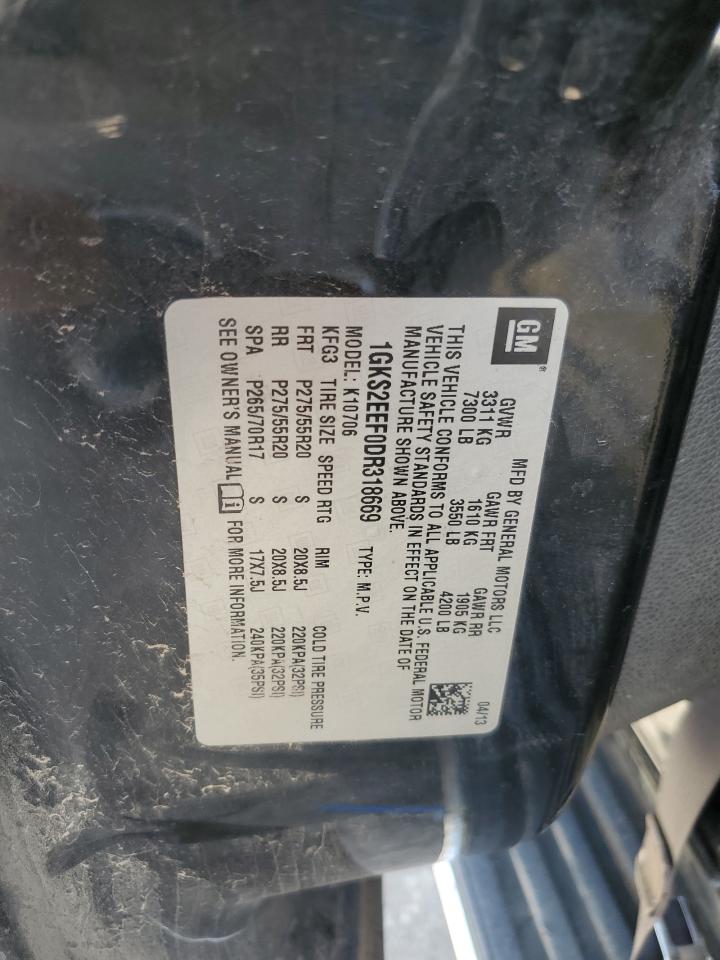 GM®
MFD BY GENERAL MOTORS LLC 04/13
GVWR GAWR FRT GAWR RR
3311 KG 1610 KG 1905 KG
7300 LB 3550 LB 4200 LB
THIS VEHICLE CONFORMS TO ALL APPLICABLE U.S. FEDERAL MOTOR
VEHICLE SAFETY STANDARDS IN EFFECT ON THE DATE OF
MANUFACTURE SHOWN ABOVE.
1GKS2EEF0DR318669 TYPE: M.P.V.
MODEL: K10706
KFG3 TIRE SIZE SPEED RTG RIM COLD TIRE PRESSURE
FRT P275/55R20 S 20X8.5J 220KPA(32PSI)
RR P275/55R20 S 20X8.5J 220KPA(32PSI)
SPA P265/70R17 S 17X7.5J 240KPA(35PSI)
SEE OWNER'S MANUAL FOR MORE INFORMATION.